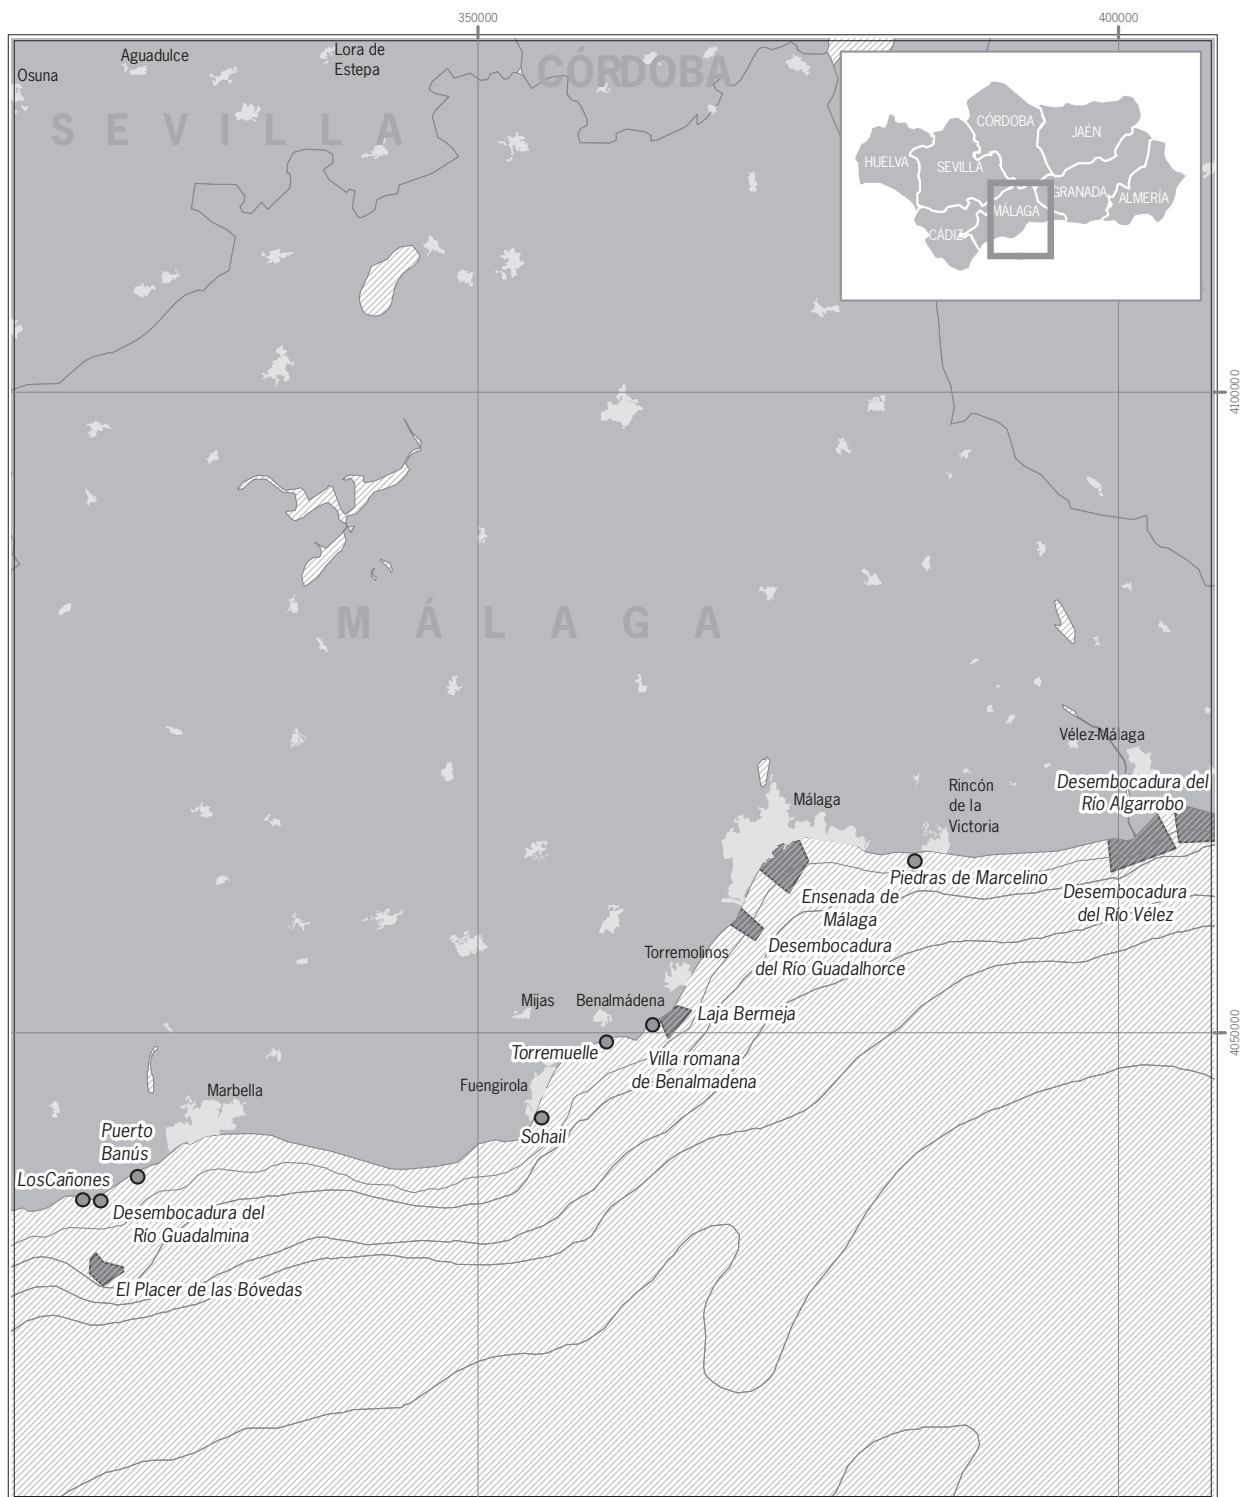 350000
400000
Osuna
Aguadulce
Lora de
Estepa
CÓRDOBA
SEVILLA
CÓRDOBA
JAÉN
HUELVA
SEVILLA
GRANADA
ALMERÍA
MÁLAGA
CÁDIZ
4100000
MÁLAGA
Vélez-Málaga
Desembocadura del
Río Algarrobo
Málaga
Rincón
de la
Victoria
Piedras de Marcelino
Desembocadura
del Río Vélez
Ensenada de
Málaga
Desembocadura
del Río Guadalhorce
Torremolinos
Mijas
Benalmádena
Laja Bermeja
4050000
Torremuelle
Villa romana
de Benalmadena
Fuengirola
Sohail
Marbella
Puerto
Banús
LosCañones
Desembocadura del
Río Guadalmina
El Placer de las Bóvedas